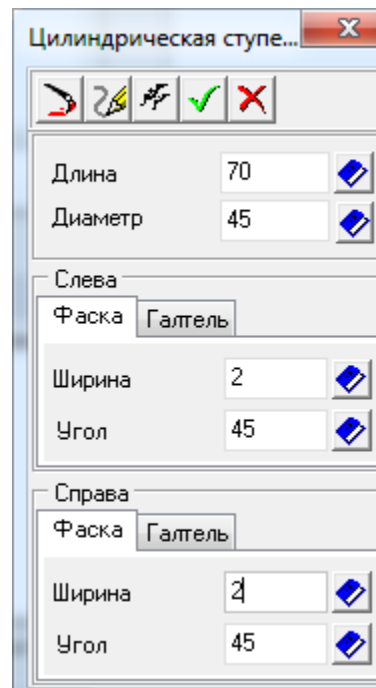 Цилиндрическая ступе...
Длина 70
Диаметр 45
Слева
Фаска Галтель
Ширина 2
Угол 45
Справа
Фаска Галтель
Ширина 2
Угол 45